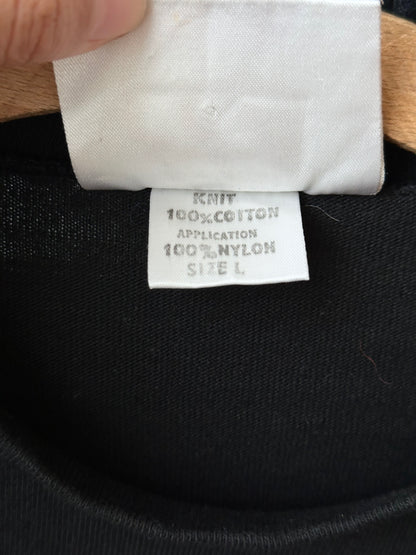 KNIT
100%COTTON
APPLICATION
100%NYLON
SIZE L